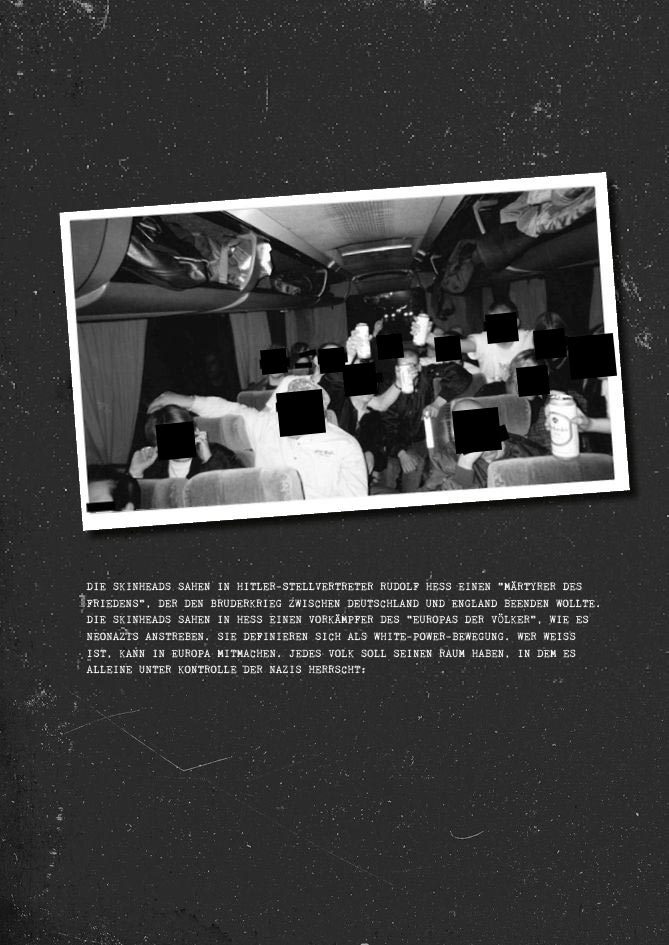 DIE SKINHEADS SAHEN IN HITLER-STELLVERTRETER RUDOLF HESS EINEN "MÄRTYRER DES
FRIEDENS", DER DEN BRUDERKRIEG ZWISCHEN DEUTSCHLAND UND ENGLAND BEENDEN WOLLTE.
DIE SKINHEADS SAHEN IN HESS EINEN VORKÄMPFER DES "EUROPAS DER VÖLKER", WIE ES
NEONAZIS ANSTREBEN. SIE DEFINIEREN SICH ALS WHITE-POWER-BEWEGUNG. WER WEISS
IST, KANN IN EUROPA MITMACHEN. JEDES VOLK SOLL SEINEN RAUM HABEN, IN DEM ES
ALLEINE UNTER KONTROLLE DER NAZIS HERRSCHT: